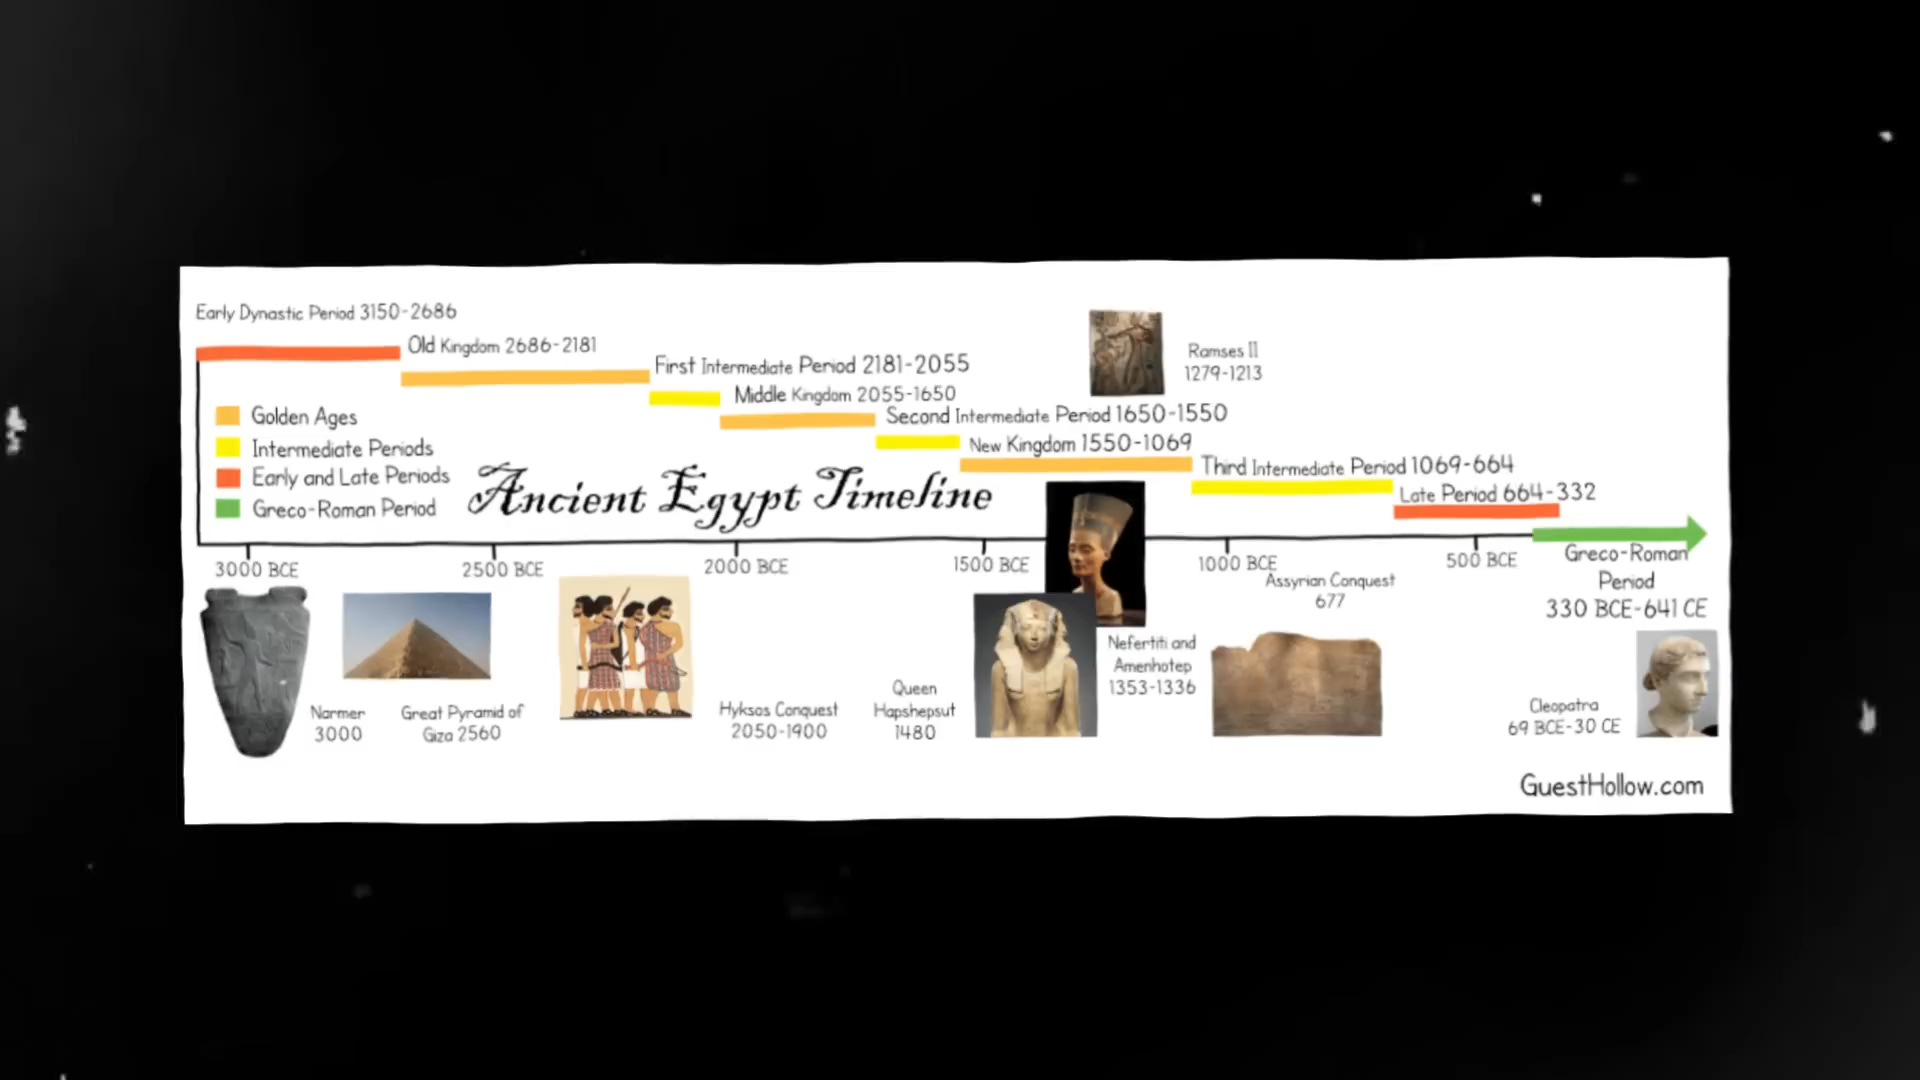 Early Dynastic Period 3150-2686
Old Kingdom 2686-2181
First Intermediate Period 2181-2055
Middle Kingdom 2055-1650
Second Intermediate Period 1650-1550
New Kingdom 1550-1069
Third Intermediate Period 1069-664
Late Period 664-332
Ramses II
1279-1213
Golden Ages
Intermediate Periods
Early and Late Periods
Greco-Roman Period
Ancient Egypt Timeline
3000 BCE
2500 BCE
2000 BCE
1500 BCE
1000 BCE
500 BCE
Greco-Roman
Period
330 BCE-641 CE
Assyrian Conquest
677
Narmer
3000
Great Pyramid of
Giza 2560
Hyksos Conquest
2050-1900
Queen
Hapshepsut
1480
Nefertiti and
Amenhotep
1353-1336
Cleopatra
69 BCE-30 CE
GuestHollow.com